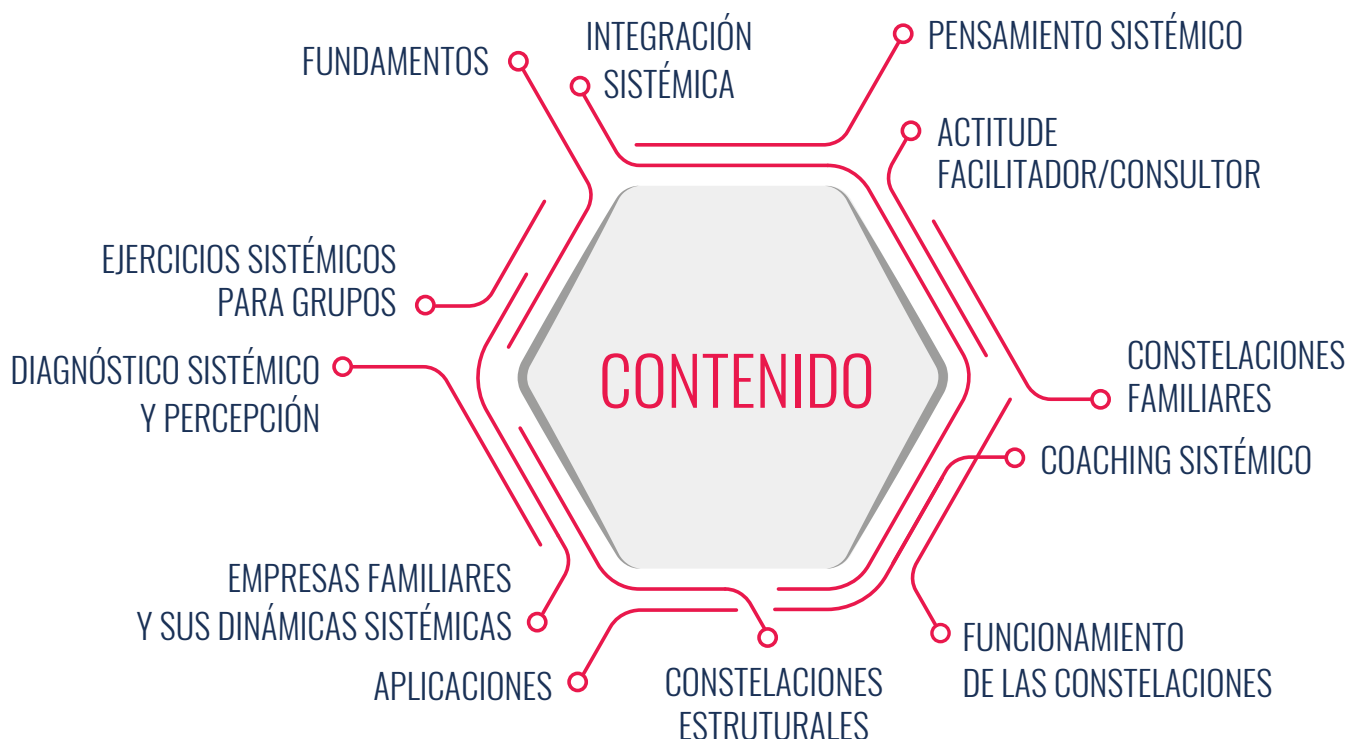 INTEGRACIÓN
SISTÉMICA
PENSAMIENTO SISTÉMICO
FUNDAMENTOS
ACTITUDE
FACILITADOR/CONSULTOR
EJERCICIOS SISTÉMICOS
PARA GRUPOS
DIAGNÓSTICO SISTÉMICO
Y PERCEPCIÓN
CONTENIDO
CONSTELACIONES
FAMILIARES
COACHING SISTÉMICO
EMPRESAS FAMILIARES
Y SUS DINÁMICAS SISTÉMICAS
FUNCIONAMIENTO
DE LAS CONSTELACIONES
APLICACIONES
CONSTELACIONES
ESTRUTURALES